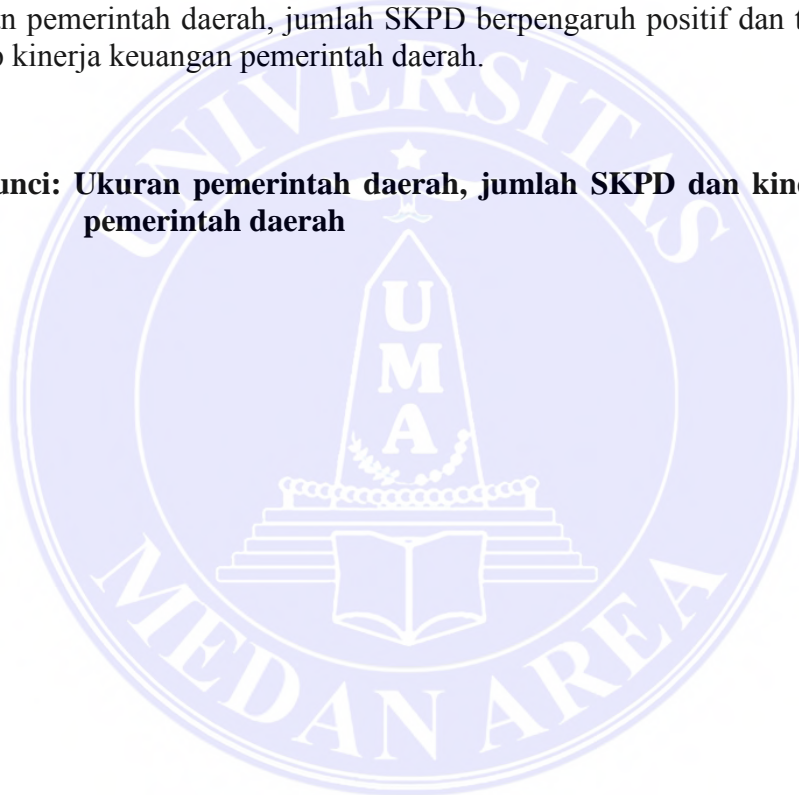 pemerintah daerah, jumlah SKPD berpengaruh positif dan
kinerja keuangan pemerintah daerah.
unci: Ukuran pemerintah daerah, jumlah SKPD dan
pemerintah daerah
UNIVERSITAS
U
M
A
MEDAN AREA